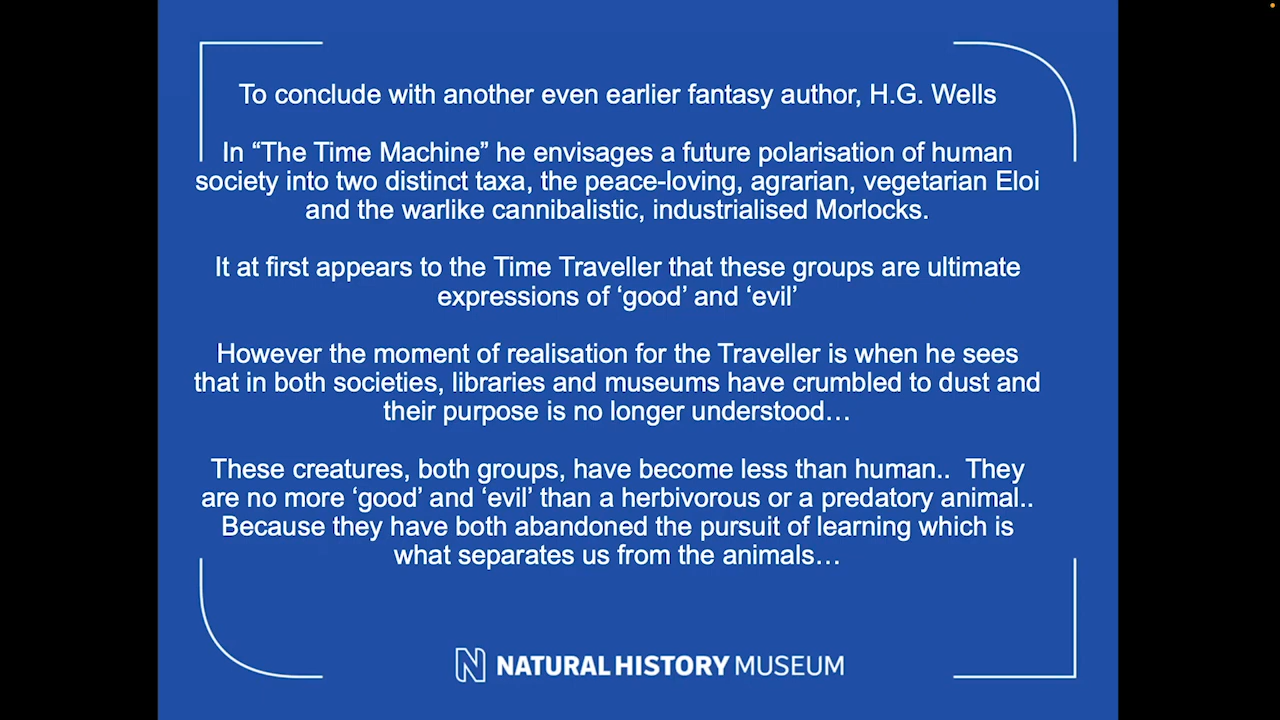 To conclude with another even earlier fantasy author, H.G. Wells
In “The Time Machine” he envisages a future polarisation of human
society into two distinct taxa, the peace-loving, agrarian, vegetarian Eloi
and the warlike cannibalistic, industrialised Morlocks.
It at first appears to the Time Traveller that these groups are ultimate
expressions of ‘good’ and ‘evil’
However the moment of realisation for the Traveller is when he sees
that in both societies, libraries and museums have crumbled to dust and
their purpose is no longer understood…
These creatures, both groups, have become less than human..  They
are no more ‘good’ and ‘evil’ than a herbivorous or a predatory animal..
Because they have both abandoned the pursuit of learning which is
what separates us from the animals…
N NATURAL HISTORY MUSEUM